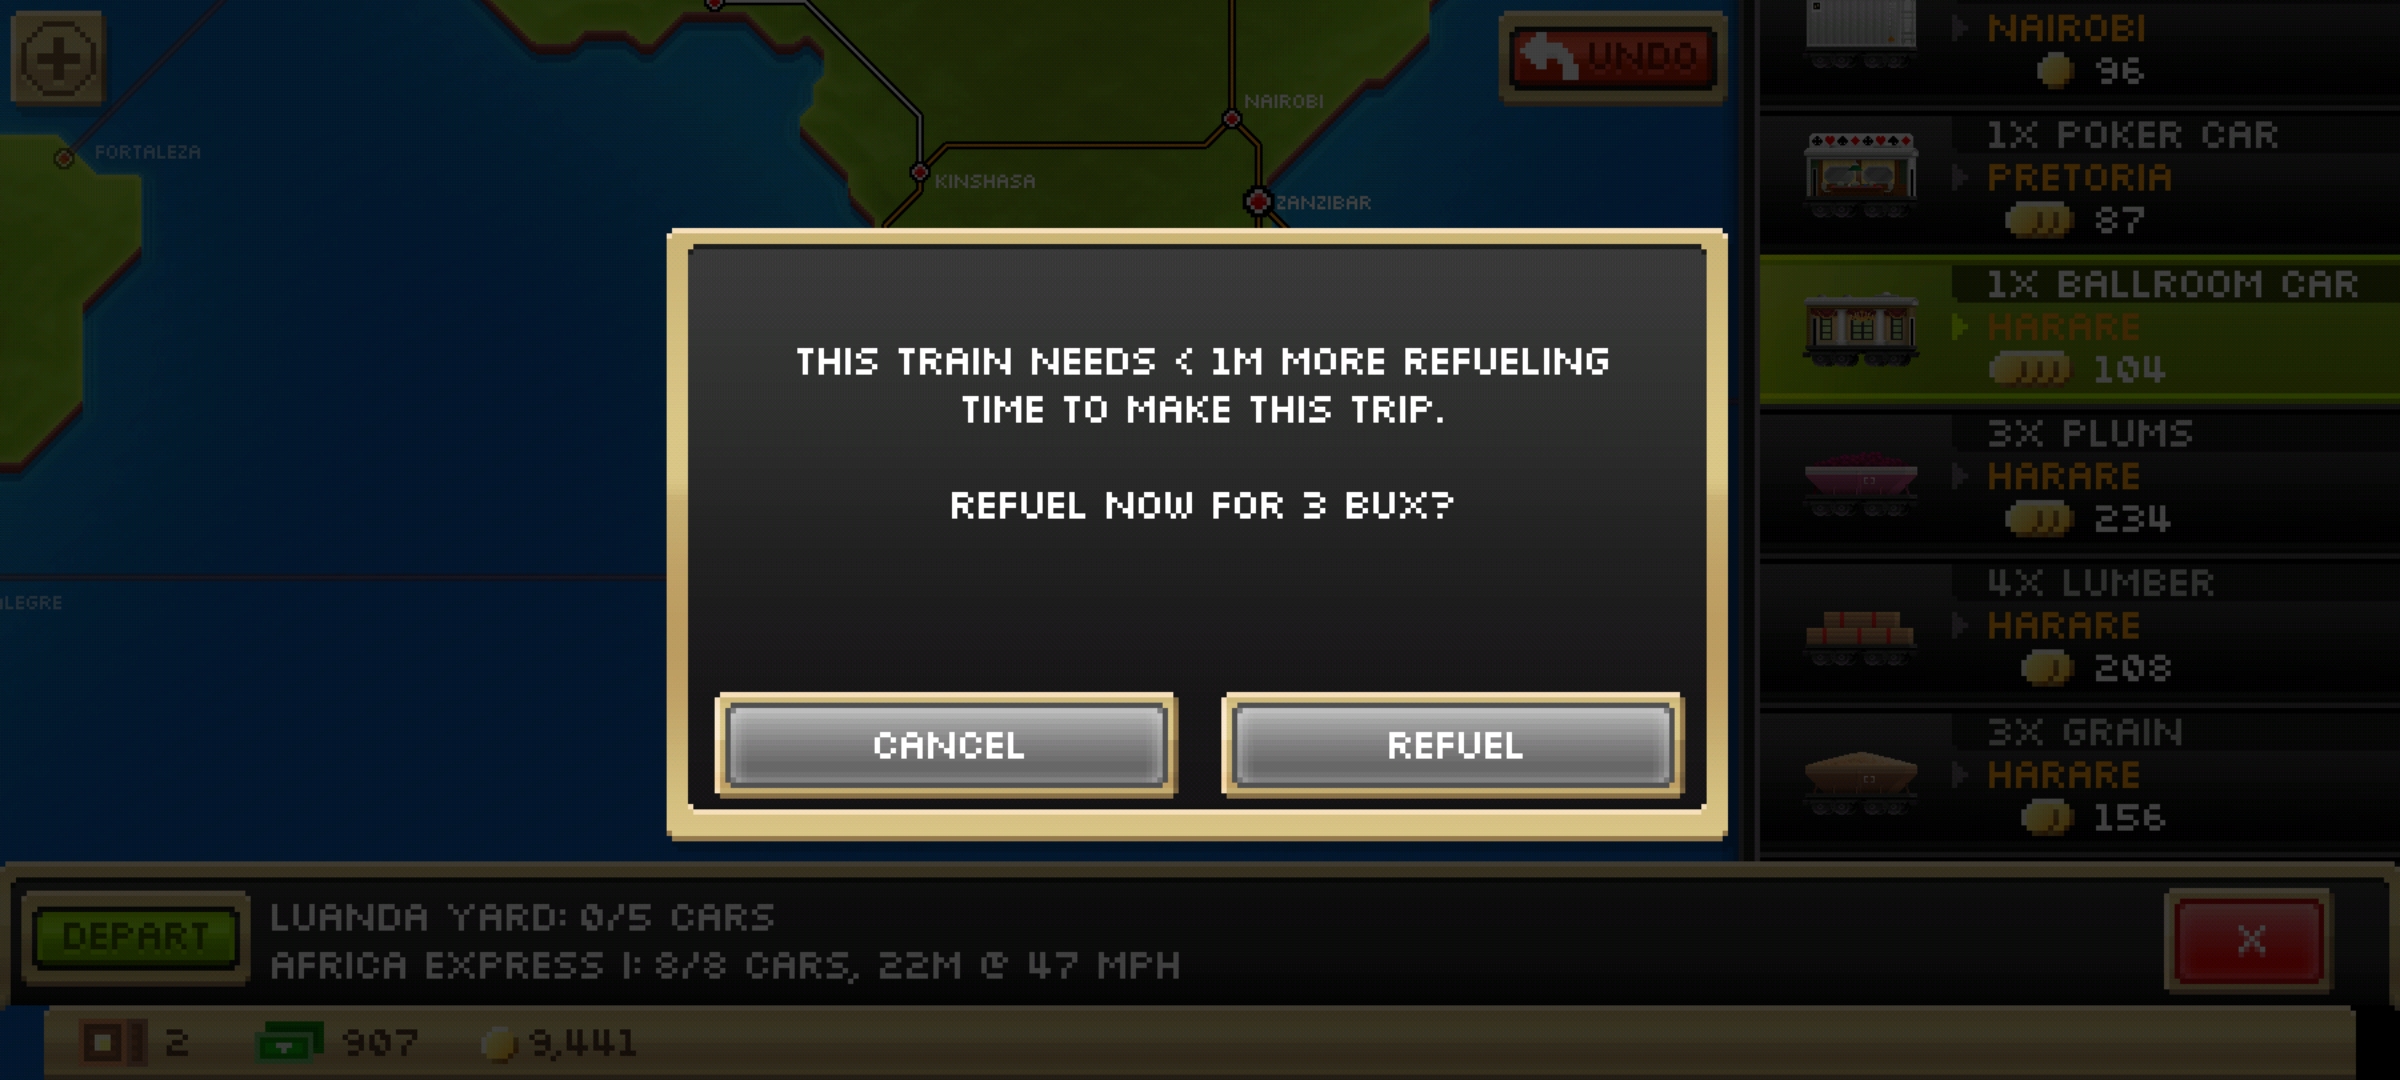 UNDO
FORTALEZA
NAIROBI
KINSHASA
ZANZIBAR
LEGRE
THIS TRAIN NEEDS < 1M MORE REFUELING
TIME TO MAKE THIS TRIP.
REFUEL NOW FOR 3 BUX?
CANCEL
REFUEL
NAIROBI
96
1X POKER CAR
PRETORIA
87
1X BALLROOM CAR
HARARE
104
3X PLUMS
HARARE
234
4X LUMBER
HARARE
208
3X GRAIN
HARARE
156
DEPART
LUANDA YARD: 0/5 CARS
AFRICA EXPRESS I: 8/8 CARS, 22M @ 47 MPH
X
2
907
9,441